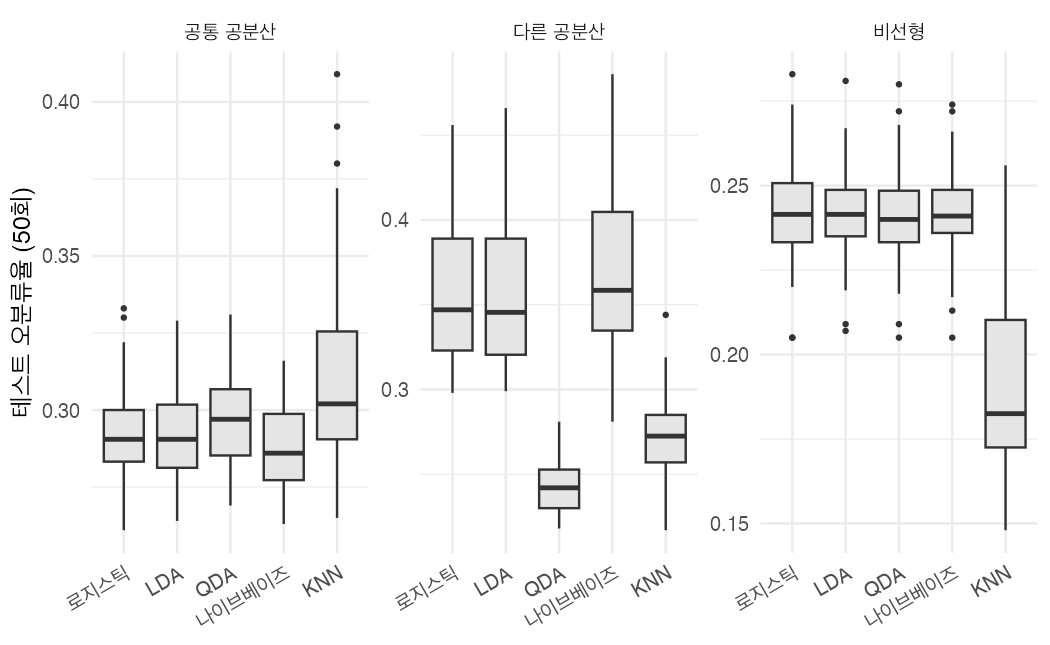 공통 공분산
다른 공분산
비선형
테스트 오분류율 (50회)
0.40
0.35
0.30
0.4
0.3
0.25
0.20
0.15
로지스틱
LDA
QDA
나이브베이즈
KNN
로지스틱
LDA
QDA
나이브베이즈
KNN
로지스틱
LDA
QDA
나이브베이즈
KNN